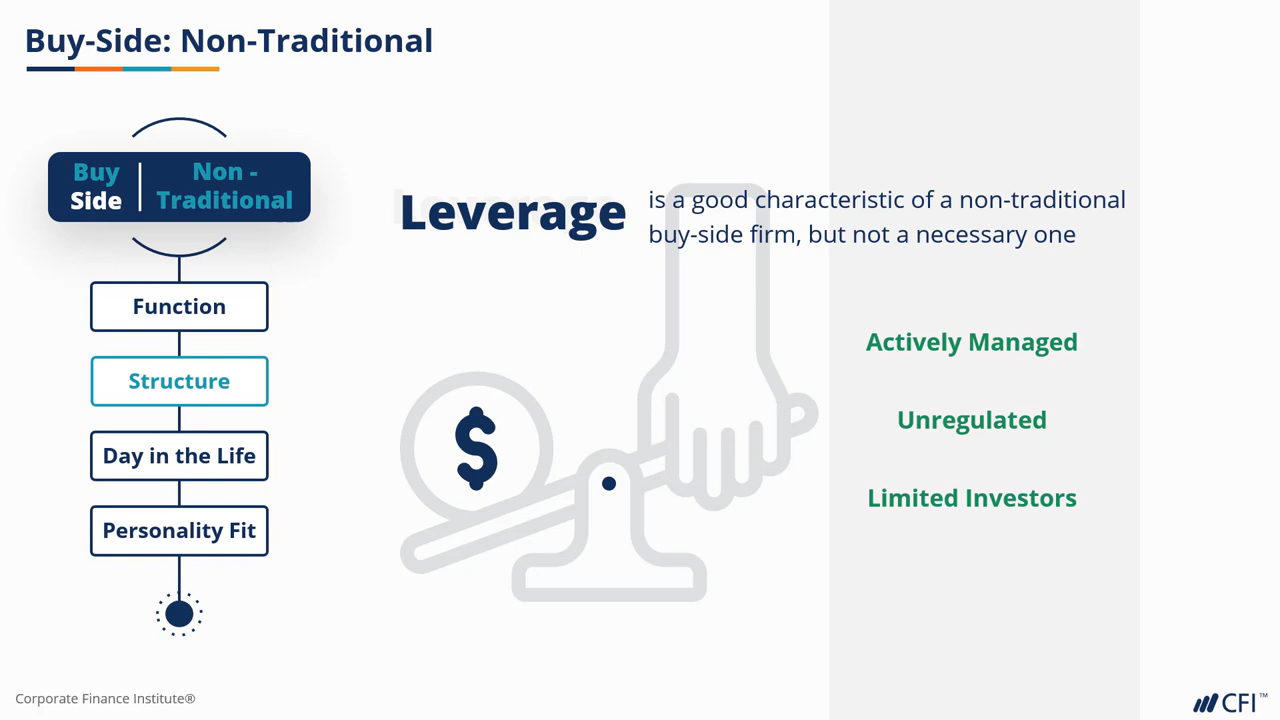 Buy-Side: Non-Traditional
Buy
Side
Non -
Traditional
Function
Structure
Day in the Life
Personality Fit
Leverage
is a good characteristic of a non-traditional
buy-side firm, but not a necessary one
$
Actively Managed
Unregulated
Limited Investors
Corporate Finance Institute®
CFI™